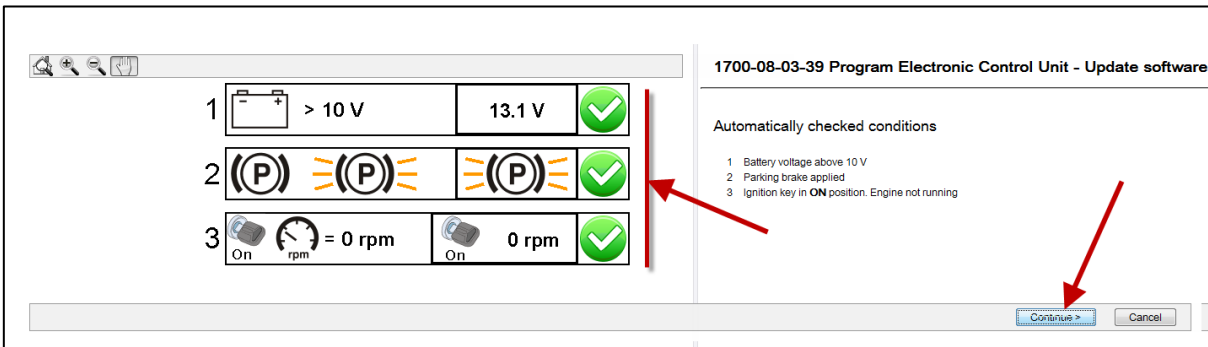 1700-08-03-39 Program Electronic Control Unit - Update software
1 - + > 10 V 13.1 V
2 (P) (P) (P)
3 On rpm = 0 rpm On 0 rpm
Automatically checked conditions
1 Battery voltage above 10 V
2 Parking brake applied
3 Ignition key in ON position. Engine not running
Continue > Cancel